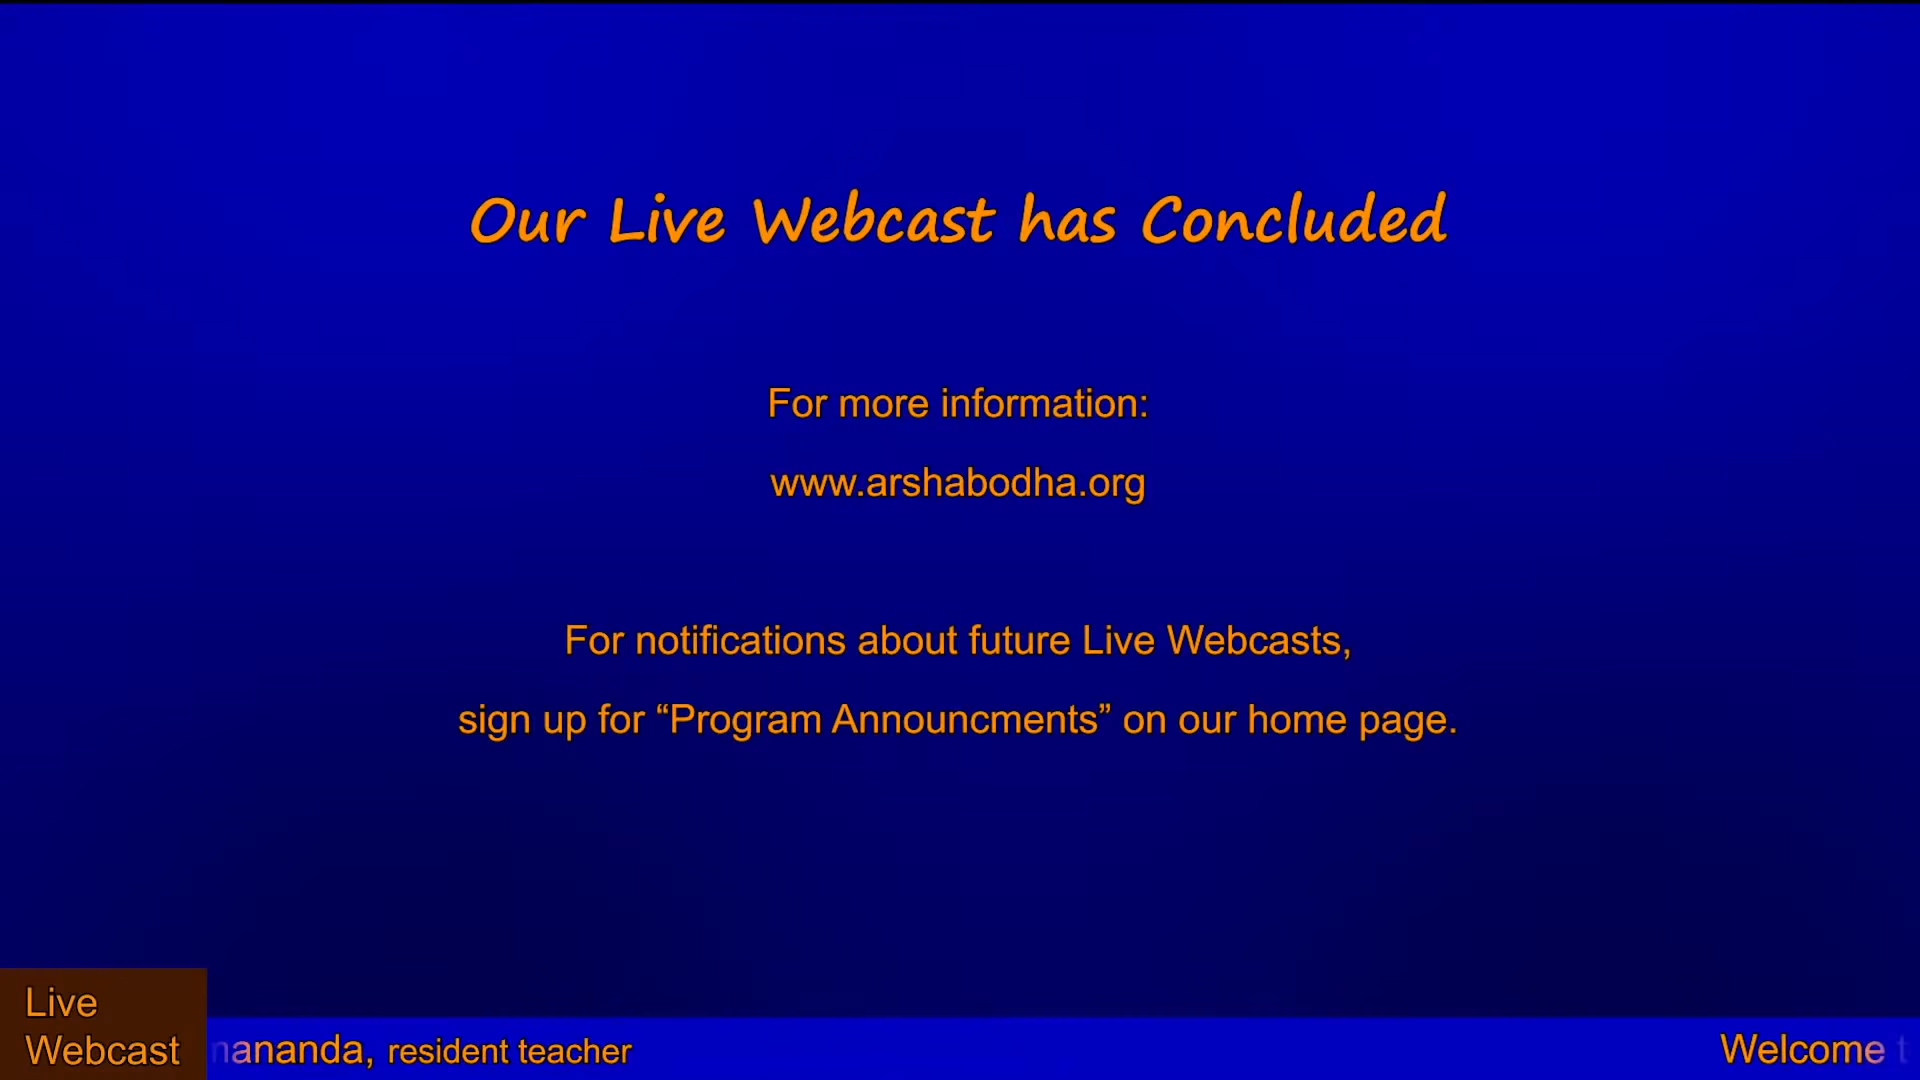 Our Live Webcast has Concluded
For more information:
www.arshabodha.org
For notifications about future Live Webcasts,
sign up for “Program Announcments” on our home page.
Live
Webcast
nananda, resident teacher
Welcome t